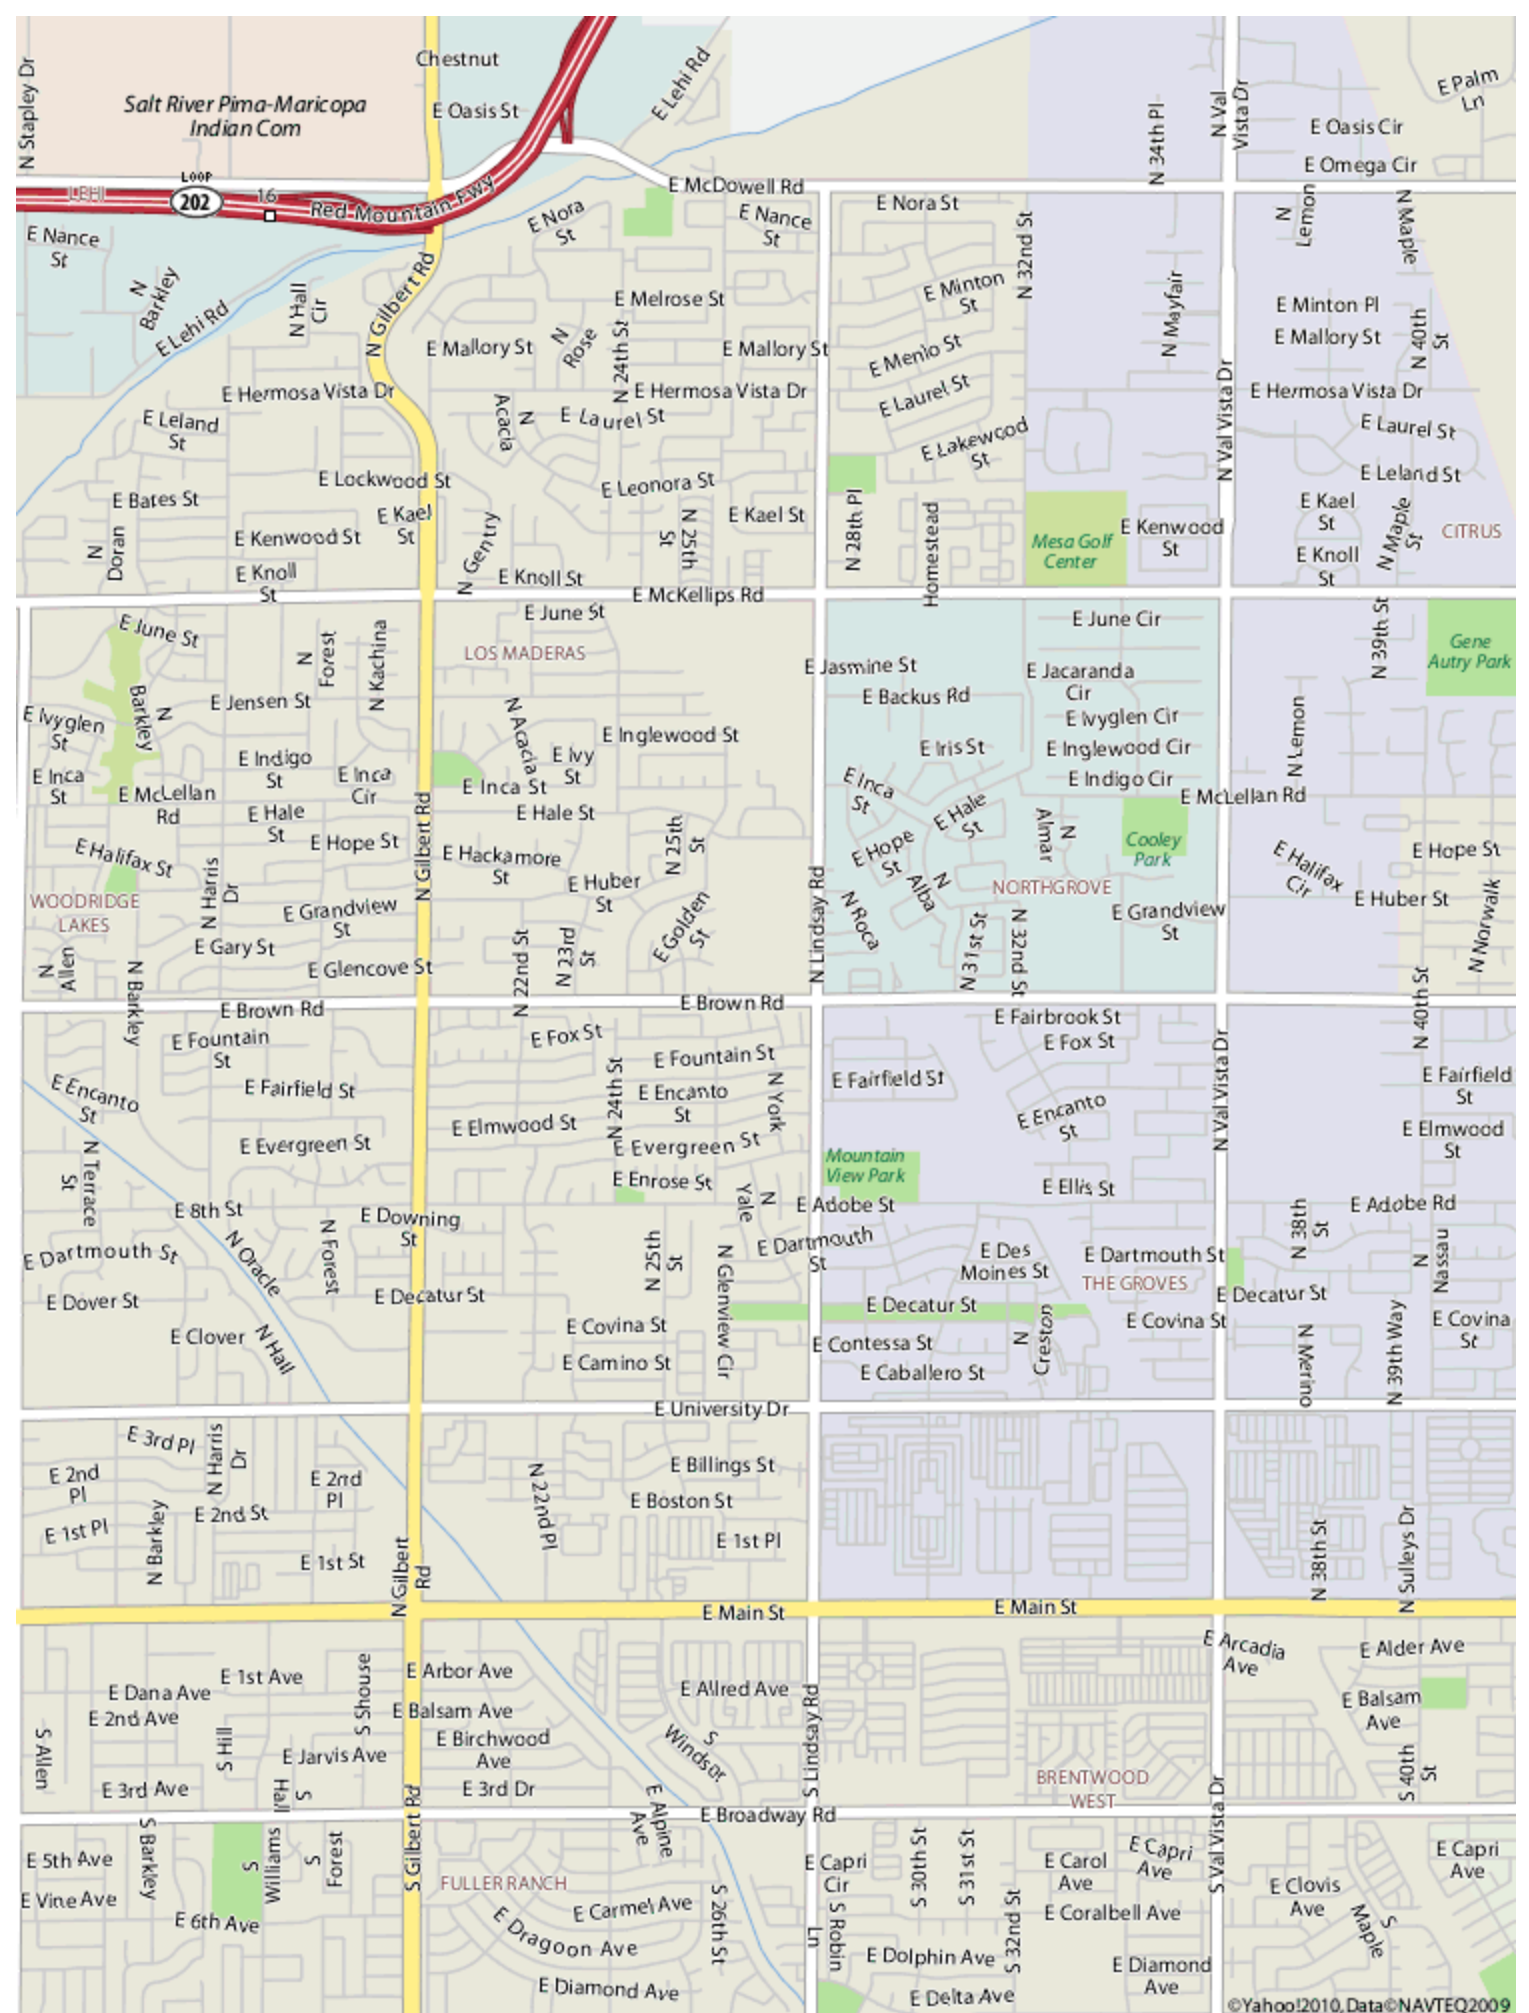 Chestnut
N Stapley Dr
Salt River Pima-Maricopa
Indian Com
E Oasis St
E Lehi Rd
N Val
Vista Dr
E Palm
Ln
N 34th Pl
E Oasis Cir
E Omega Cir
LOOP
202
LEHI
16
Red Mountain Fwy
E McDowell Rd
E Nance
St
E Nora
St
E Nance
St
E Nora St
N 32nd St
N
Lemon
N Maple
N
Barkley
E Lehi Rd
N Hall
Cir
N Gilbert Rd
E Melrose St
E Minton
St
N Mayfair
E Minton Pl
E Mallory St
N 40th
St
E Mallory St
N
Rose
N 24th St
E Mallory St
E Menlo St
E Hermosa Vista Dr
E Hermosa Vista Dr
E Laurel St
N Val Vista Dr
E Hermosa Vista Dr
E Leland
St
N
Acacia
E Laurel St
E Lakewood
St
E Laurel St
E Lockwood St
E Leonora St
E Leland St
E Bates St
E Kael
St
N Gentry
N 25th
St
E Kael St
N 28th Pl
Homestead
Mesa Golf
Center
E Kenwood
St
E Kael
St
N Maple
St
CITRUS
N
Doran
E Kenwood St
E Knoll
St
E Knoll St
E Knoll
St
E McKellips Rd
E June St
E June St
E June Cir
N
Forest
N Kachina
LOS MADERAS
N 39th St
Gene
Autry Park
E Jasmine St
E Jacaranda
Cir
N
Barkley
E Jensen St
E Backus Rd
E Ivyglen
St
N Acacia
E Inglewood St
E Ivyglen Cir
N Lemon
E Indigo
St
E Ivy
St
E Iris St
E Inglewood Cir
E Inca
St
E Inca
Cir
E Inca St
E Inca
St
E Indigo Cir
E McLellan
Rd
E McLellan Rd
E Hale
St
E Hale St
E Hale
St
N
Almar
Cooley
Park
E Halifax St
E Hope St
N Gilbert Rd
E Hackamore
St
N 25th
St
E Hope
St
E Halifax
Cir
E Hope St
WOODRIDGE
LAKES
N Harris
Dr
E Huber
St
N
Alba
NORTHGROVE
E Huber St
E Grandview
St
E Golden
St
N Lindsay Rd
N Roca
E Grandview
St
N Norwalk
E Gary St
N
Allen
E Glencove St
N 22nd St
N 23rd
St
N 31st St
N 32nd St
N Barkley
E Brown Rd
E Brown Rd
N 40th St
E Fountain
St
E Fox St
E Fairbrook St
E Fox St
E Fountain St
N Val Vista Dr
E Encanto
St
E Fairfield St
N 24th St
E Encanto
St
N York
E Fairfield St
E Encanto
St
E Fairfield
St
E Elmwood St
E Elmwood
St
N Terrace
St
E Evergreen St
E Evergreen St
Mountain
View Park
E Enrose St
N
Yale
E Ellis St
E 8th St
E Adobe St
E Adobe Rd
E Downing
St
N 38th
St
E Dartmouth St
N Oracle
N Forest
N 25th
St
N Glenview Cir
E Dartmouth
St
E Des
Moines St
E Dartmouth St
THE GROVES
N
Nassau
E Dover St
E Decatur St
E Decatur St
E Decatur St
E Clover
N Hall
E Covina St
E Contessa St
N
Creston
E Covina St
N Merino
N 39th Way
E Covina
St
E Camino St
E Caballero St
E University Dr
E 3rd Pl
N Harris
Dr
E 2nd
Pl
E 2nd
Pl
E Billings St
N 22nd Pl
E Boston St
E 2nd St
E 1st Pl
N Barkley
E 1st Pl
E 1st St
N Gilbert
Rd
N 38th St
N Sulleys Dr
E Main St
E Main St
E Arcadia
Ave
E Alder Ave
E 1st Ave
S Shouse
E Arbor Ave
E Dana Ave
E Allred Ave
E 2nd Ave
E Balsam Ave
E Balsam
Ave
S Allen
S Hill
E Jarvis Ave
E Birchwood
Ave
S
Windsor
S Lindsay Rd
S 40th
St
E 3rd Ave
S
Hall
E 3rd Dr
BRENTWOOD
WEST
E Alpine
Ave
E Broadway Rd
S Gilbert Rd
S Val Vista Dr
S Barkley
S
Williams
S
Forest
E 5th Ave
FULLER RANCH
E Capri
Cir
S 30th St
S 31st St
E Carol
Ave
E Capri
Ave
E Capri
Ave
E Vine Ave
E Clovis
Ave
E 6th Ave
E Carmel Ave
S 26th St
S Robin
Ln
S 32nd St
E Coralbell Ave
S
Maple
E Dragoon Ave
E Dolphin Ave
E Diamond
Ave
E Diamond Ave
E Delta Ave
©Yahoo!2010,Data©NAVTEQ2009